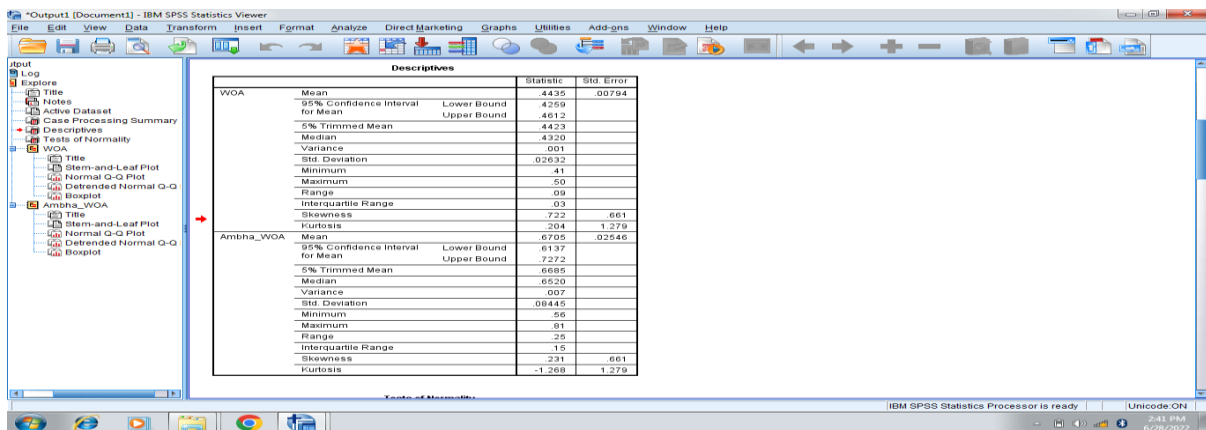 *Output1 [Document1] - IBM SPSS Statistics Viewer
File Edit View Data Transform Insert Format Analyze Direct Marketing Graphs Utilities Add-ons Window Help
utput
Log
Explore
Title
Notes
Active Dataset
Case Processing Summary
Descriptives
Tests of Normality
WOA
Title
Stem-and-Leaf Plot
Normal Q-Q Plot
Detrended Normal Q-Q
Boxplot
Ambha_WOA
Title
Stem-and-Leaf Plot
Normal Q-Q Plot
Detrended Normal Q-Q
Boxplot
Descriptives
Statistic Std. Error
WOA Mean .4435 .00794
95% Confidence Interval for Mean Lower Bound .4259
Upper Bound .4612
5% Trimmed Mean .4423
Median .4320
Variance .001
Std. Deviation .02632
Minimum .41
Maximum .50
Range .09
Interquartile Range .03
Skewness .722 .661
Kurtosis .204 1.279
Ambha_WOA Mean .6705 .02546
95% Confidence Interval for Mean Lower Bound .6137
Upper Bound .7272
5% Trimmed Mean .6685
Median .6520
Variance .007
Std. Deviation .08445
Minimum .56
Maximum .81
Range .25
Interquartile Range .15
Skewness .231 .661
Kurtosis -1.268 1.279
Tests of Normality
IBM SPSS Statistics Processor is ready Unicode:ON
2:41 PM
6/28/2022